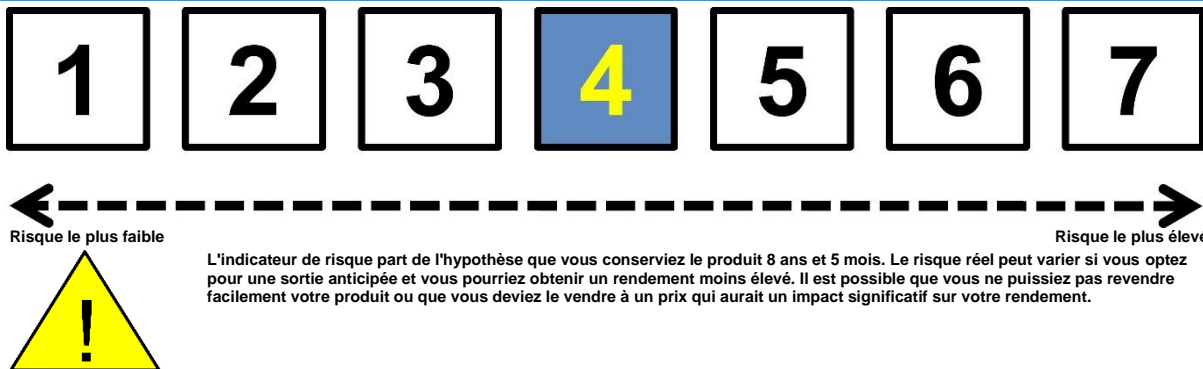 1 2 3 4 5 6 7
Risque le plus faible Risque le plus élevé
L'indicateur de risque part de l'hypothèse que vous conserviez le produit 8 ans et 5 mois. Le risque réel peut varier si vous optez
pour une sortie anticipée et vous pourriez obtenir un rendement moins élevé. Il est possible que vous ne puissiez pas revendre
facilement votre produit ou que vous deviez le vendre à un prix qui aurait un impact significatif sur votre rendement.
!